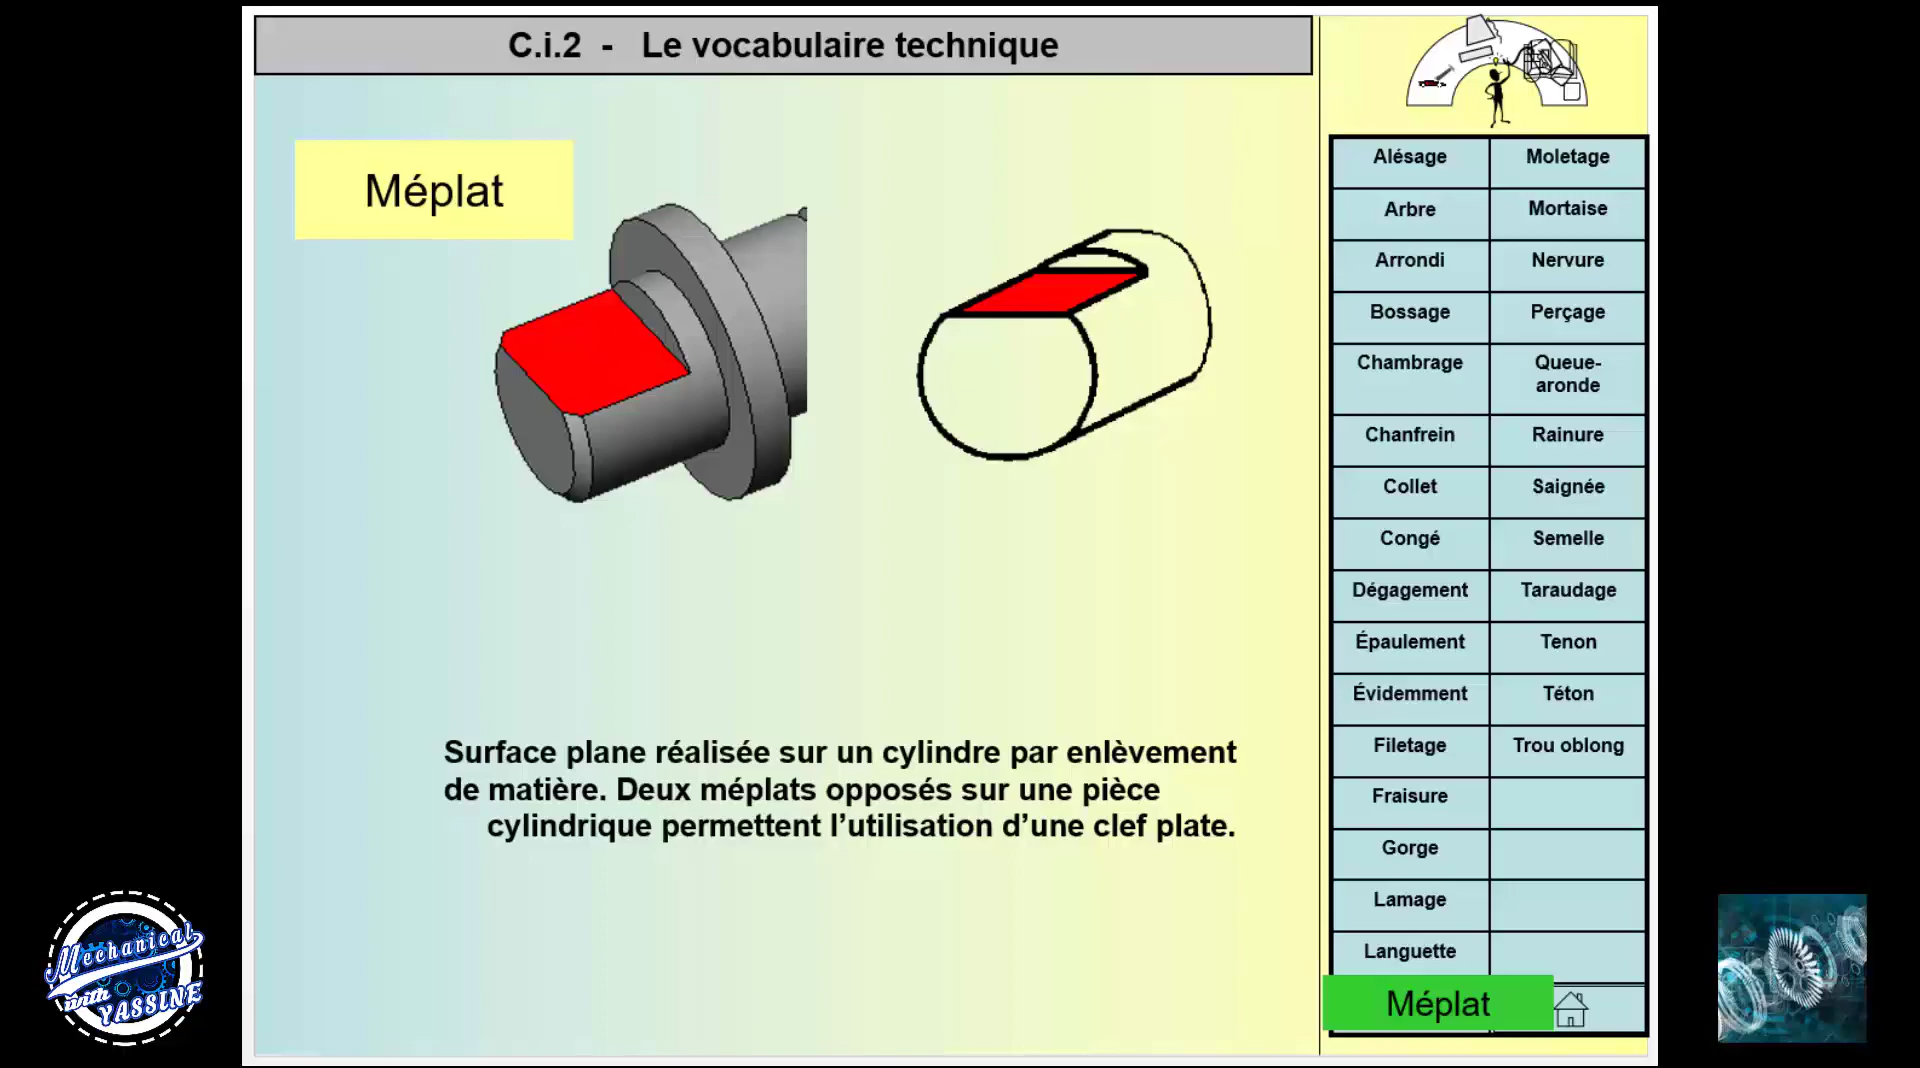 C.i.2 - Le vocabulaire technique
Méplat
Surface plane réalisée sur un cylindre par enlèvement
de matière. Deux méplats opposés sur une pièce
cylindrique permettent l’utilisation d’une clef plate.
Alésage Moletage
Arbre Mortaise
Arrondi Nervure
Bossage Perçage
Chambrage Queue-
aronde
Chanfrein Rainure
Collet Saignée
Congé Semelle
Dégagement Taraudage
Épaulement Tenon
Évidemment Téton
Filetage Trou oblong
Fraisure
Gorge
Lamage
Languette
Méplat
Mechanical
with
YASSINE